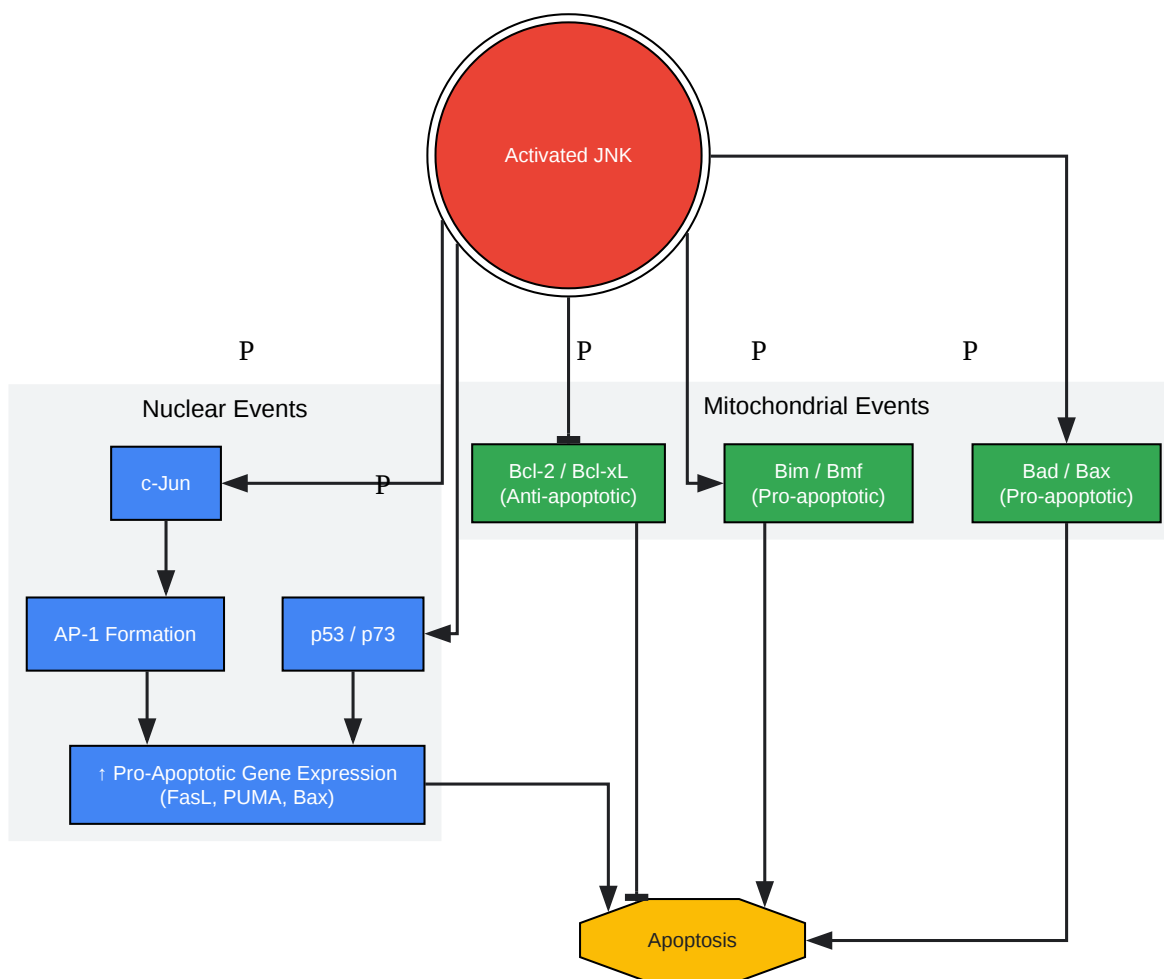 Activated JNK
P
P
P
P
Nuclear Events
Mitochondrial Events
c-Jun
P
Bcl-2 / Bcl-xL
(Anti-apoptotic)
Bim / Bmf
(Pro-apoptotic)
Bad / Bax
(Pro-apoptotic)
AP-1 Formation
p53 / p73
↑ Pro-Apoptotic Gene Expression
(FasL, PUMA, Bax)
Apoptosis